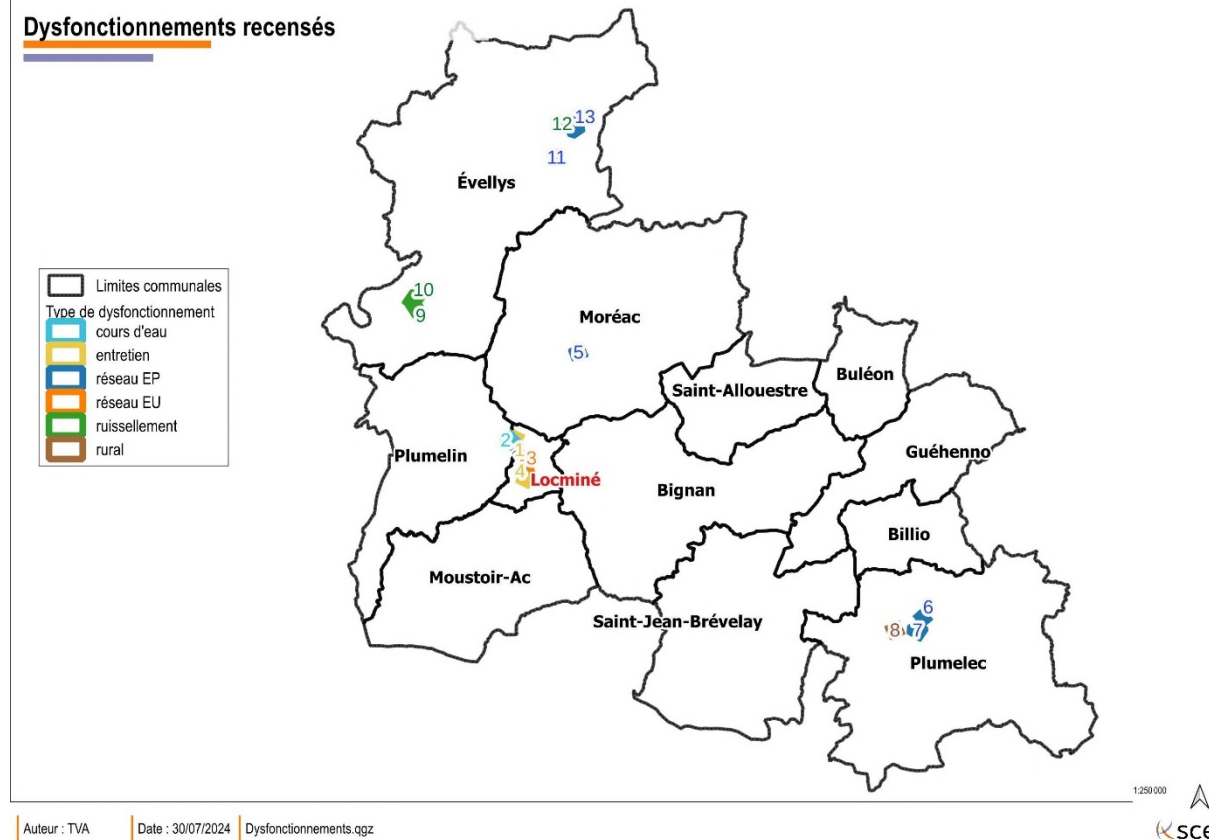 Dysfonctionnements recensés
13
12
11
Évellys
Limites communales
Type de dysfonctionnement
cours d'eau
entretien
réseau EP
réseau EU
ruissellement
rural
10
9
Moréac
5
Buléon
Saint-Allouestre
2
1
Guéhenno
Plumelin
3
4
Locminé
Bignan
Billio
Moustoir-Ac
6
Saint-Jean-Brévelay
8
7
Plumelec
1:250 000
Auteur : TVA
Date : 30/07/2024
Dysfonctionnements.qgz
sce